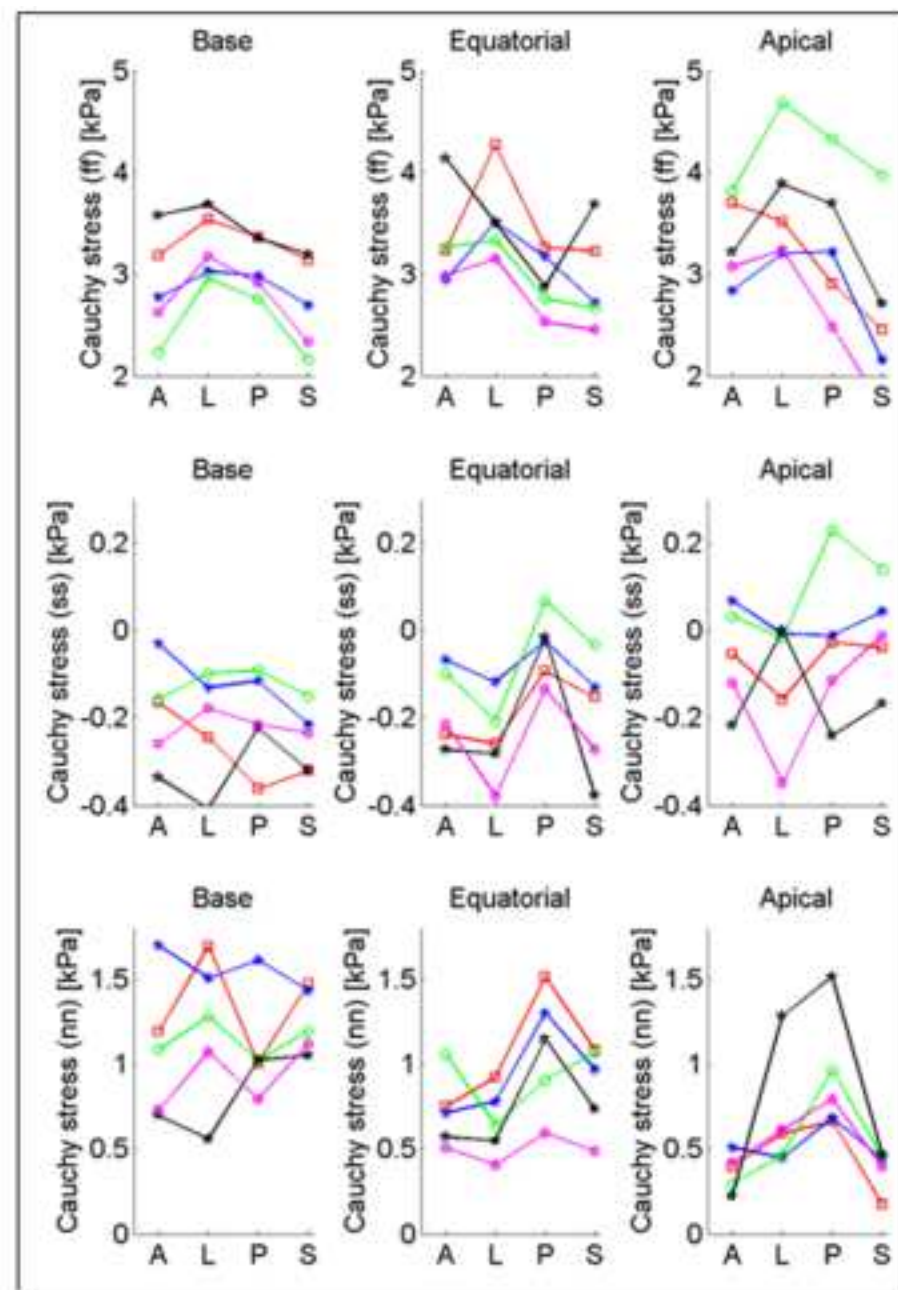 Base Equatorial Apical
Cauchy stress (ff) [kPa] 5 4 3 2 A L P S
Cauchy stress (ff) [kPa] 5 4 3 2 A L P S
Cauchy stress (ff) [kPa] 5 4 3 2 A L P S
Base Equatorial Apical
Cauchy stress (ss) [kPa] 0.2 0 -0.2 -0.4 A L P S
Cauchy stress (ss) [kPa] 0.2 0 -0.2 -0.4 A L P S
Cauchy stress (ss) [kPa] 0.2 0 -0.2 -0.4 A L P S
Base Equatorial Apical
Cauchy stress (nn) [kPa] 1.5 1 0.5 0 A L P S
Cauchy stress (nn) [kPa] 1.5 1 0.5 0 A L P S
Cauchy stress (nn) [kPa] 1.5 1 0.5 0 A L P S